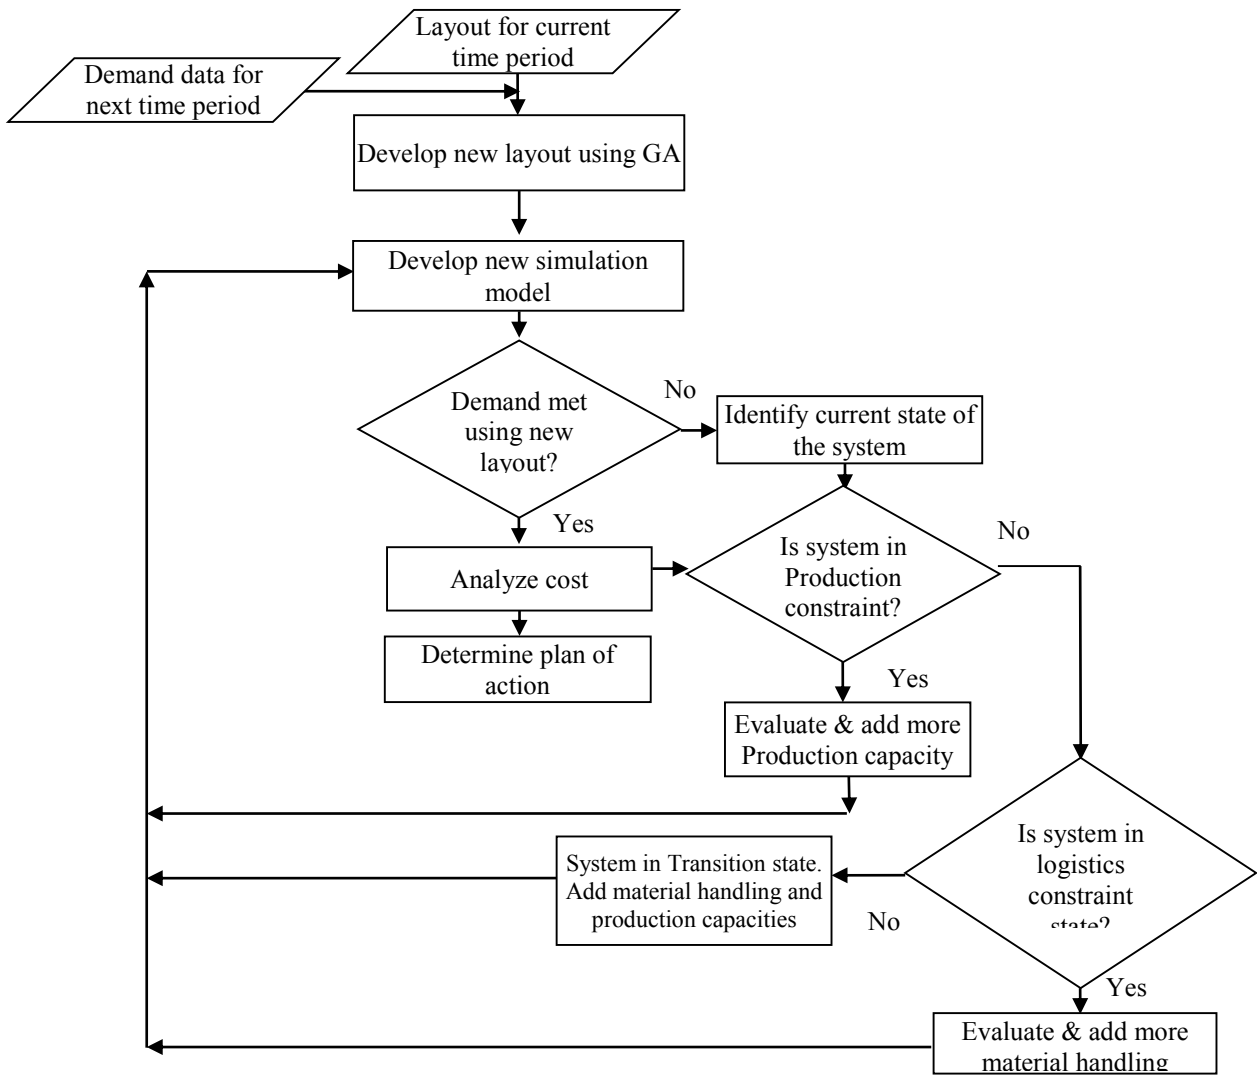 Layout for current
time period
Demand data for
next time period
Develop new layout using GA
Develop new simulation
model
Demand met
using new
layout?
No
Identify current state of
the system
Yes
Analyze cost
Is system in
Production
constraint?
No
Determine plan of
action
Yes
Evaluate & add more
Production capacity
Is system in
logistics
constraint
state?
System in Transition state.
Add material handling and
production capacities
No
Yes
Evaluate & add more
material handling